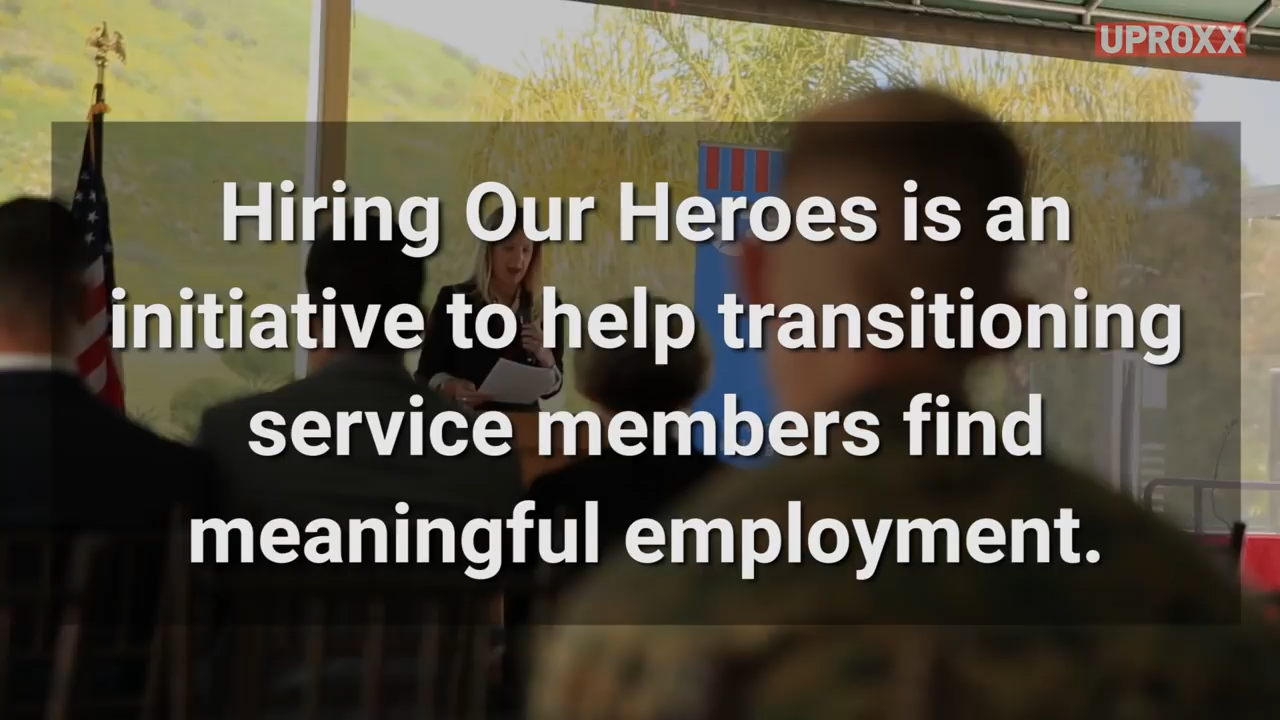 UPROXX
Hiring Our Heroes is an
initiative to help transitioning
service members find
meaningful employment.